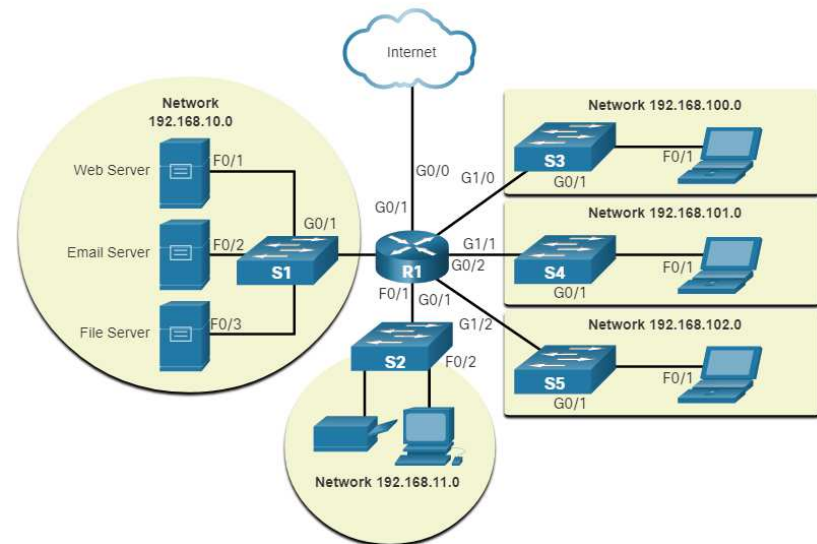 Internet
Network
192.168.10.0
Web Server
F0/1
Email Server
F0/2
File Server
F0/3
G0/1
S1
G0/0
G0/1
G1/0
R1
G1/1
G0/2
F0/1
G0/1
G1/2
S2
F0/2
Network 192.168.11.0
Network 192.168.100.0
S3
G0/1
F0/1
Network 192.168.101.0
S4
G0/1
F0/1
Network 192.168.102.0
S5
G0/1
F0/1